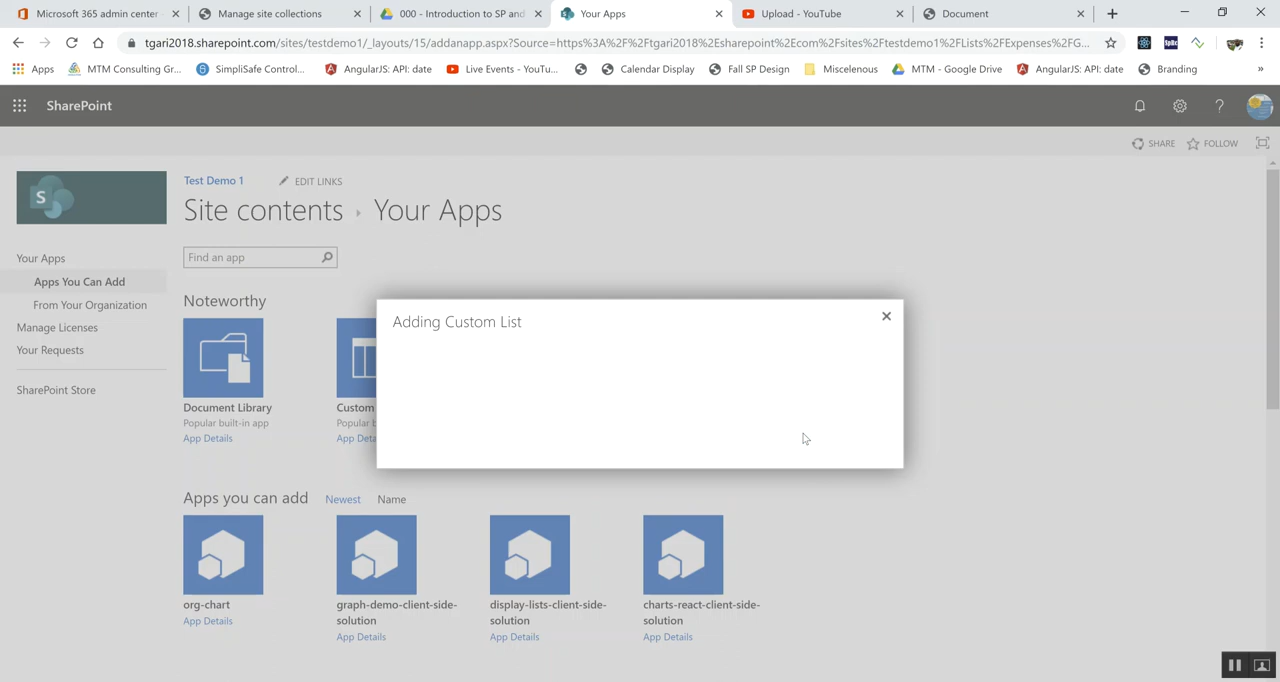 Microsoft 365 admin center
Manage site collections
000 - Introduction to SP and
Your Apps
Upload - YouTube
Document
tgari2018.sharepoint.com/sites/testdemo1/_layouts/15/addanapp.aspx?Source=https%3A%2F%2Ftgari2018%2Esharepoint%2Ecom%2Fsites%2Ftestdemo1%2FLists%2FExpenses%2FG...
Apps
MTM Consulting Gr...
SimpliSafe Control...
AngularJS: API: date
Live Events - YouTu...
Calendar Display
Fall SP Design
Miscelenous
MTM - Google Drive
AngularJS: API: date
Branding
»
SharePoint
?
SHARE
FOLLOW
S
Test Demo 1
EDIT LINKS
Site contents
Your Apps
Find an app
Your Apps
Apps You Can Add
From Your Organization
Manage Licenses
Your Requests
SharePoint Store
Noteworthy
Document Library
Popular built-in app
App Details
Custom
Popular b
App Deta
Adding Custom List
Apps you can add
Newest
Name
org-chart
App Details
graph-demo-client-side-
solution
App Details
display-lists-client-side-
solution
App Details
charts-react-client-side-
solution
App Details